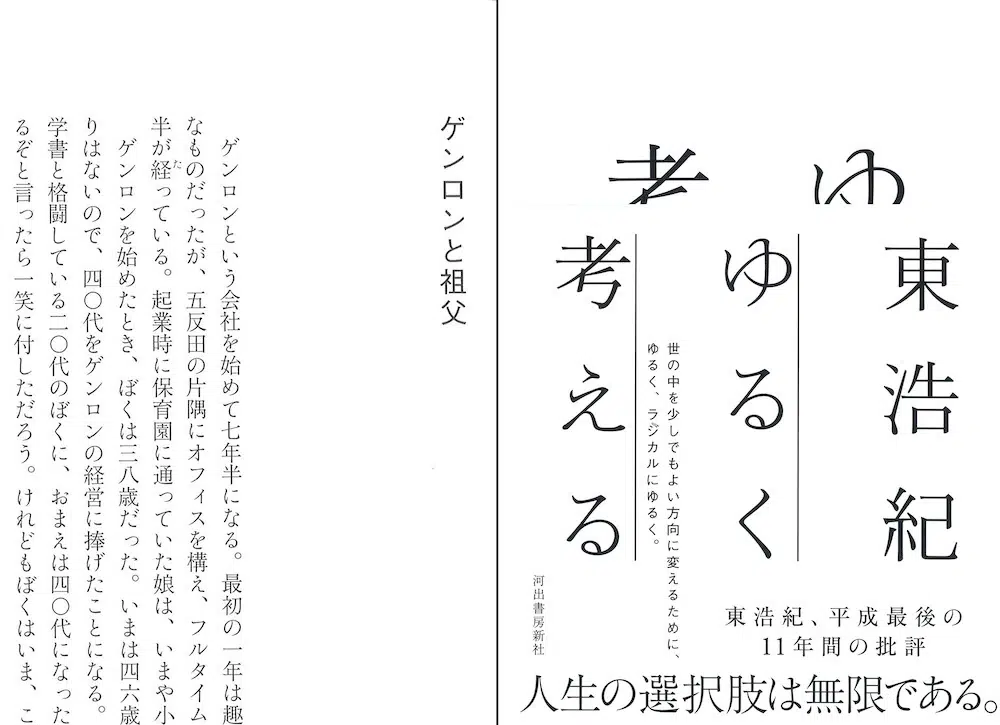 ゆ
考
東浩紀
ゆるく
考える
世の中を少しでもよい方向に変えるために、
ゆるく、ラジカルにゆるく。
河出書房新社
東浩紀、平成最後の
11年間の批評
人生の選択肢は無限である。
ゲンロンと祖父
ゲンロンという会社を始めて七年半になる。最初の一年は趣
なものだったが、五反田の片隅にオフィスを構え、フルタイム
た
半が経っている。起業時に保育園に通っていた娘は、いまや小
ゲンロンを始めたとき、ぼくは三八歳だった。いまは四六歳
りはないので、四〇代をゲンロンの経営に捧げたことになる。
学書と格闘している二〇代のぼくに、おまえは四〇代になった
るぞと言ったら一笑に付しただろう。けれどもぼくはいま、こ